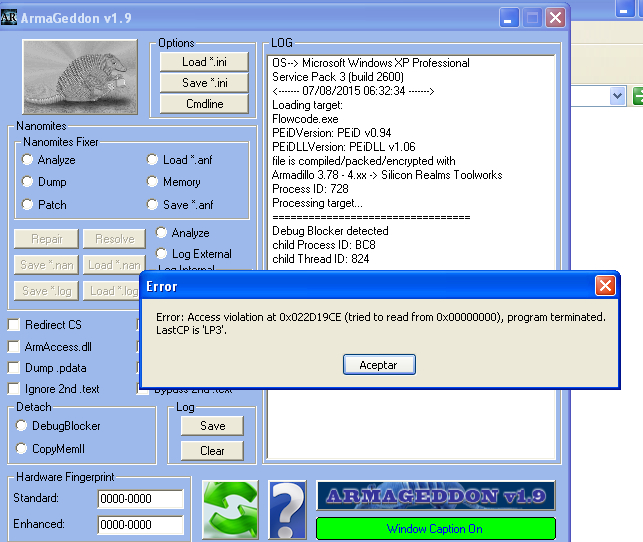 ArmaGeddon v1.9
Options
Load *.ini
Save *.ini
Cmdline
Nanomites
Nanomites Fixer
Analyze
Load *.anf
Dump
Memory
Patch
Save *.anf
Repair
Resolve
Analyze
Save *.nan
Load *.nan
Log External
Log Internal
Save *.log
Load *.log
Redirect CS
ArmAccess.dll
Dump .pdata
Ignore 2nd .text
Bypass 2nd .text
Detach
DebugBlocker
CopyMemII
Log
Save
Clear
Hardware Fingerprint
Standard:
0000-0000
Enhanced:
0000-0000
LOG
OS--> Microsoft Windows XP Professional
Service Pack 3 (build 2600)
<------- 07/08/2015 06:32:34 ------->
Loading target:
Flowcode.exe
PEiDVersion: PEiD v0.94
PEiDLLVersion: PEiDLL v1.06
file is compiled/packed/encrypted with
Armadillo 3.78 - 4.xx -> Silicon Realms Toolworks
Process ID: 728
Processing target...
==================================
Debug Blocker detected
child Process ID: BC8
child Thread ID: 824
Error
Error: Access violation at 0x022D19CE (tried to read from 0x00000000), program terminated.
LastCP is 'LP3'.
Aceptar
ARMAGEDDON v1.9
Window Caption On